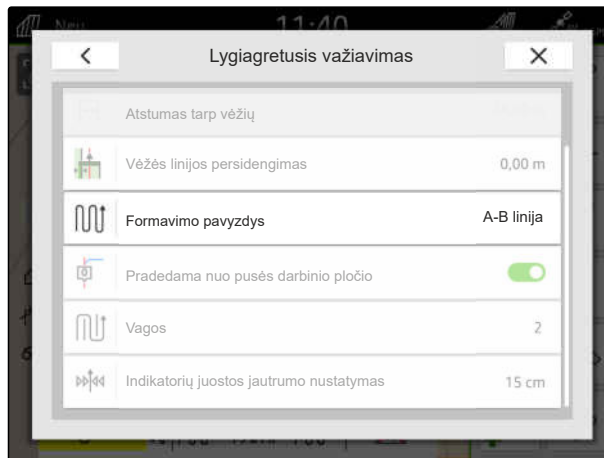 Neu
11:40
Lygiagretusis važiavimas
Atstumas tarp vėžių
Vėžės linijos persidengimas
0,00 m
Formavimo pavyzdys
A-B linija
Pradedama nuo pusės darbinio pločio
Vagos
2
Indikatorių juostos jautrumo nustatymas
15 cm